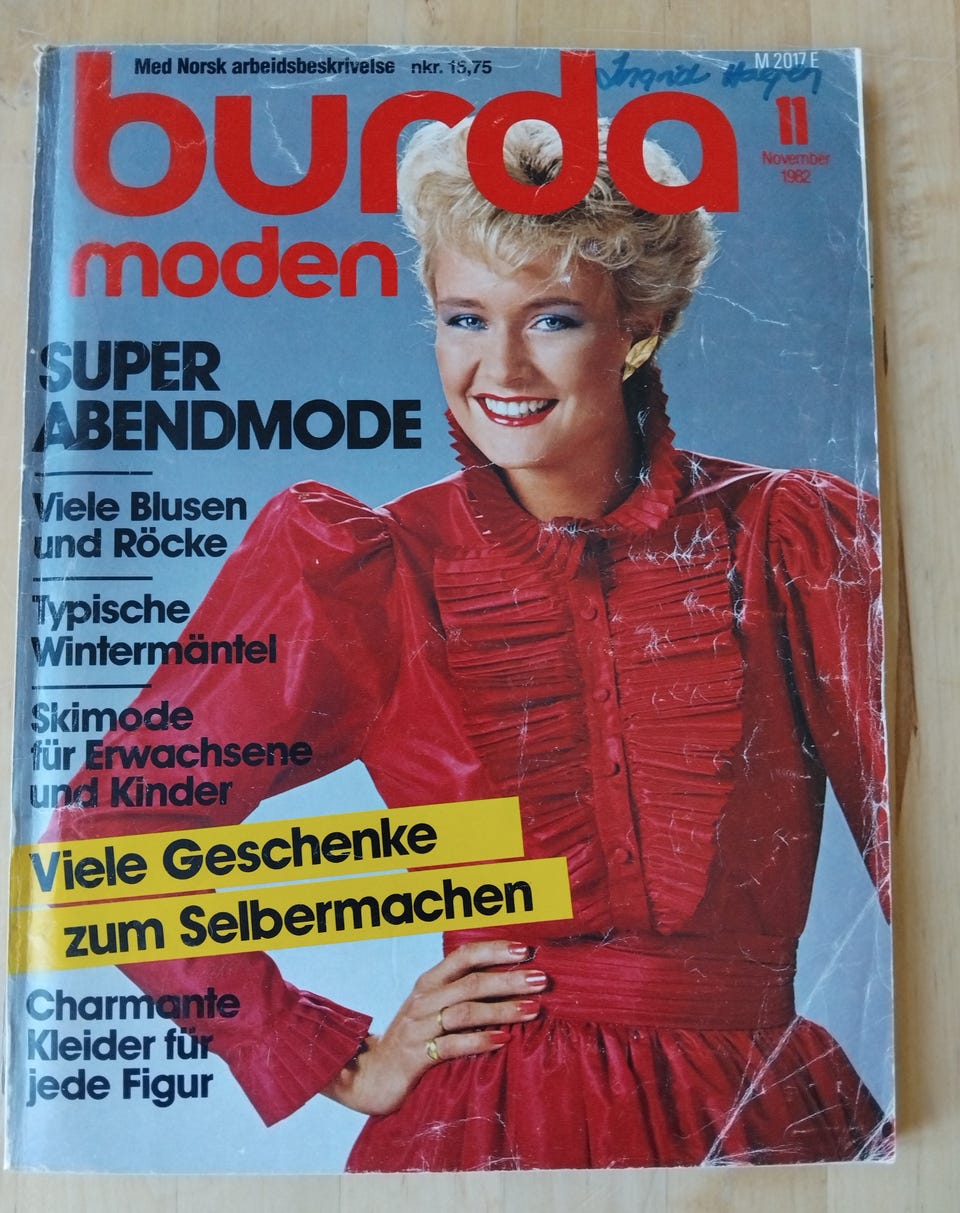 Med Norsk arbeidsbeskrivelse nkr. 15,75
M 2017 E
Ingrid
burda
11
November
1982
moden
SUPER
ABENDMODE
Viele Blusen
und Röcke
Typische
Wintermäntel
Skimode
für Erwachsene
und Kinder
Viele Geschenke
zum Selbermachen
Charmante
Kleider für
jede Figur